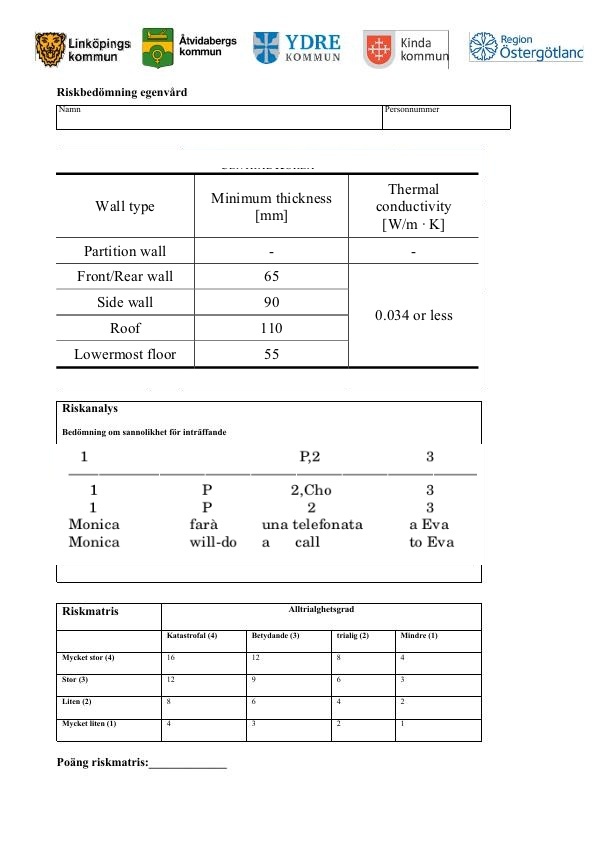 Linköpings kommun
Åtvidabergs kommun
YDRE KOMMUN
Kinda kommun
Region Östergötland
Riskbedömning egenvård
Namn Personnummer
Wall type Minimum thickness [mm] Thermal conductivity [W/m · K]
Partition wall - -
Front/Rear wall 65 0.034 or less
Side wall 90
Roof 110
Lowermost floor 55
Riskanalys
Bedömning om sannolikhet för inträffande
1 P,2 3
1 P 2,Cho 3
1 P 2 3
Monica farà una telefonata a Eva
Monica will-do a call to Eva
Riskmatris Alltrialghetsgrad
Katastrofal (4) Betydande (3) trialig (2) Mindre (1)
Mycket stor (4) 16 12 8 4
Stor (3) 12 9 6 3
Liten (2) 8 6 4 2
Mycket liten (1) 4 3 2 1
Poäng riskmatris:_____________